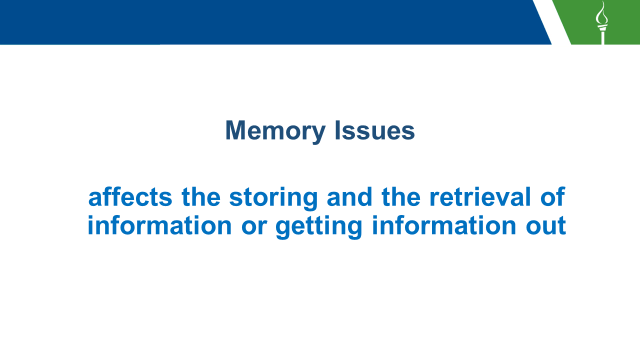 Memory Issues
affects the storing and the retrieval of
information or getting information out